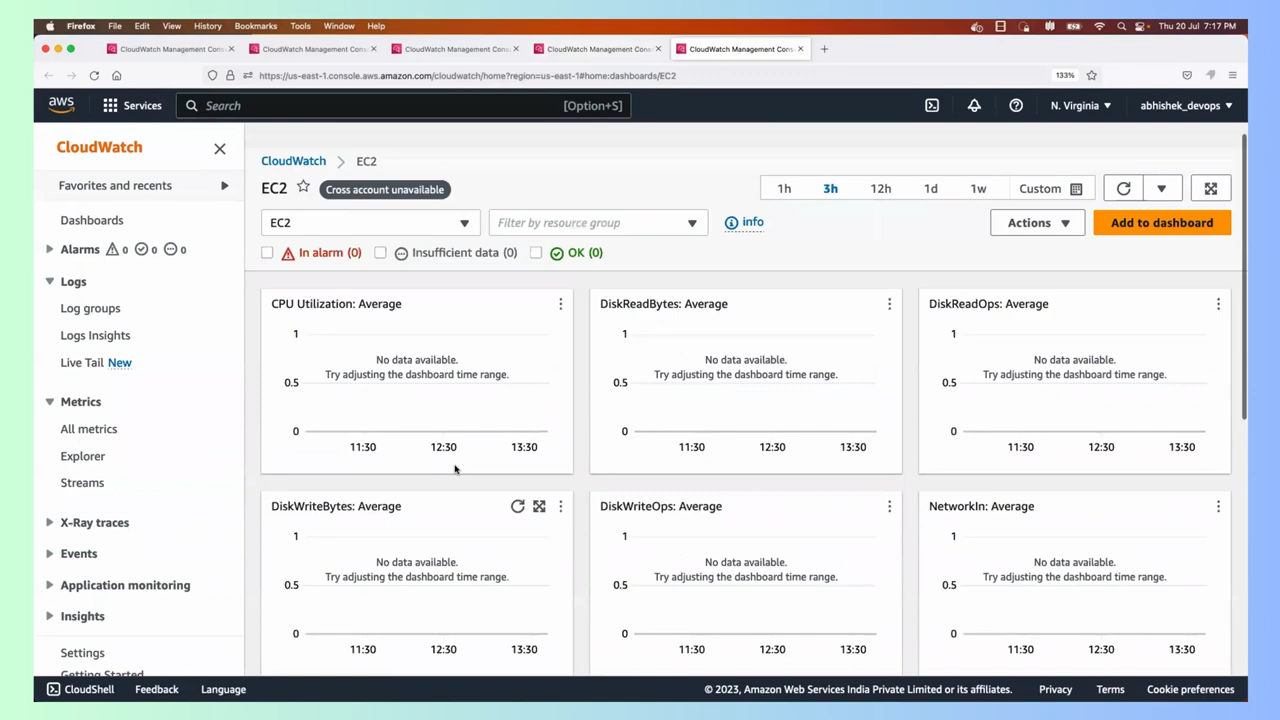 Firefox File Edit View History Bookmarks Tools Window Help Thu 20 Jul 7:17 PM
CloudWatch Management Cons × CloudWatch Management Cons × CloudWatch Management Cons × CloudWatch Management Cons × CloudWatch Management Cons × +
https://us-east-1.console.aws.amazon.com/cloudwatch/home?region=us-east-1#home:dashboards/EC2 133%
aws Services Search [Option+S] N. Virginia abhishek_devops
CloudWatch
Favorites and recents
Dashboards
Alarms 0 0 0
Logs
Log groups
Logs Insights
Live Tail New
Metrics
All metrics
Explorer
Streams
X-Ray traces
Events
Application monitoring
Insights
Settings
Getting Started
CloudWatch > EC2
EC2 Cross account unavailable 1h 3h 12h 1d 1w Custom
EC2 Filter by resource group info Actions Add to dashboard
In alarm (0) Insufficient data (0) OK (0)
CPU Utilization: Average
1
No data available.
Try adjusting the dashboard time range.
0.5
0
11:30 12:30 13:30
DiskReadBytes: Average
1
No data available.
Try adjusting the dashboard time range.
0.5
0
11:30 12:30 13:30
DiskReadOps: Average
1
No data available.
Try adjusting the dashboard time range.
0.5
0
11:30 12:30 13:30
DiskWriteBytes: Average
1
No data available.
Try adjusting the dashboard time range.
0.5
0
11:30 12:30 13:30
DiskWriteOps: Average
1
No data available.
Try adjusting the dashboard time range.
0.5
0
11:30 12:30 13:30
NetworkIn: Average
1
No data available.
Try adjusting the dashboard time range.
0.5
0
11:30 12:30 13:30
CloudShell Feedback Language © 2023, Amazon Web Services India Private Limited or its affiliates. Privacy Terms Cookie preferences